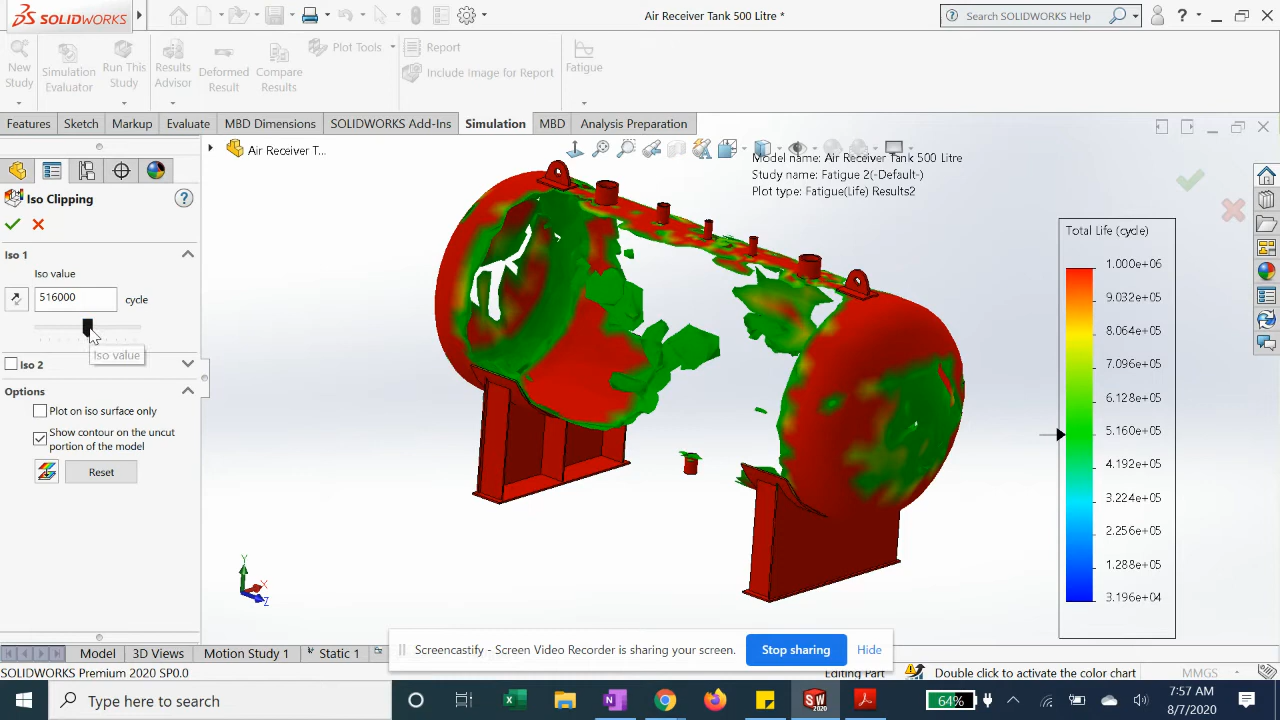 SOLIDWORKS
Air Receiver Tank 500 Litre *
Search SOLIDWORKS Help
?
New Study
Simulation Evaluator
Run This Study
Results Advisor
Deformed Result
Compare Results
Plot Tools
Report
Include Image for Report
Fatigue
Features
Sketch
Markup
Evaluate
MBD Dimensions
SOLIDWORKS Add-Ins
Simulation
MBD
Analysis Preparation
Air Receiver T...
Model name: Air Receiver Tank 500 Litre
Study name: Fatigue 2(-Default-)
Plot type: Fatigue(Life) Results2
Iso Clipping
?
Iso 1
Iso value
516000
cycle
Iso value
Iso 2
Options
Plot on iso surface only
Show contour on the uncut
portion of the model
Reset
Total Life (cycle)
1.000e+06
9.032e+05
8.064e+05
7.096e+05
6.128e+05
5.160e+05
4.192e+05
3.224e+05
2.256e+05
1.288e+05
3.196e+04
Y
X
Z
Model
3D Views
Motion Study 1
Static 1
Screencastify - Screen Video Recorder is sharing your screen.
Stop sharing
Hide
SOLIDWORKS Premium 2020 SP0.0
Editing Part
Double click to activate the color chart
MMGS
Type here to search
SW
2020
64%
7:57 AM
8/7/2020